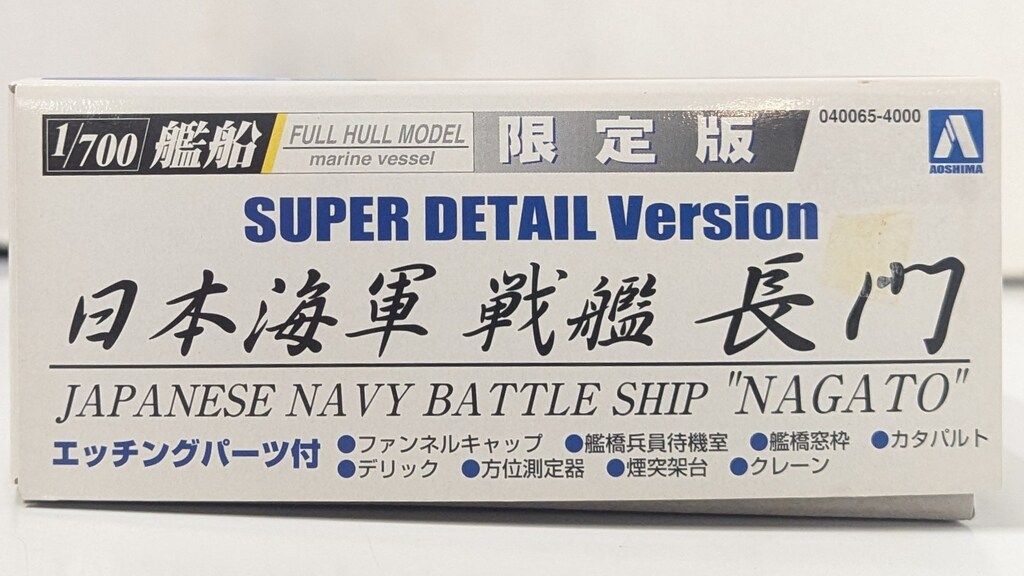 1/700 艦船 FULL HULL MODEL marine vessel 限定版 040065-4000 AOSHIMA
SUPER DETAIL Version
日本海軍 戦艦 長門
JAPANESE NAVY BATTLE SHIP "NAGATO"
エッチングパーツ付 ●ファンネルキャップ ●艦橋兵員待機室 ●艦橋窓枠 ●カタパルト
●デリック ●方位測定器 ●煙突架台 ●クレーン